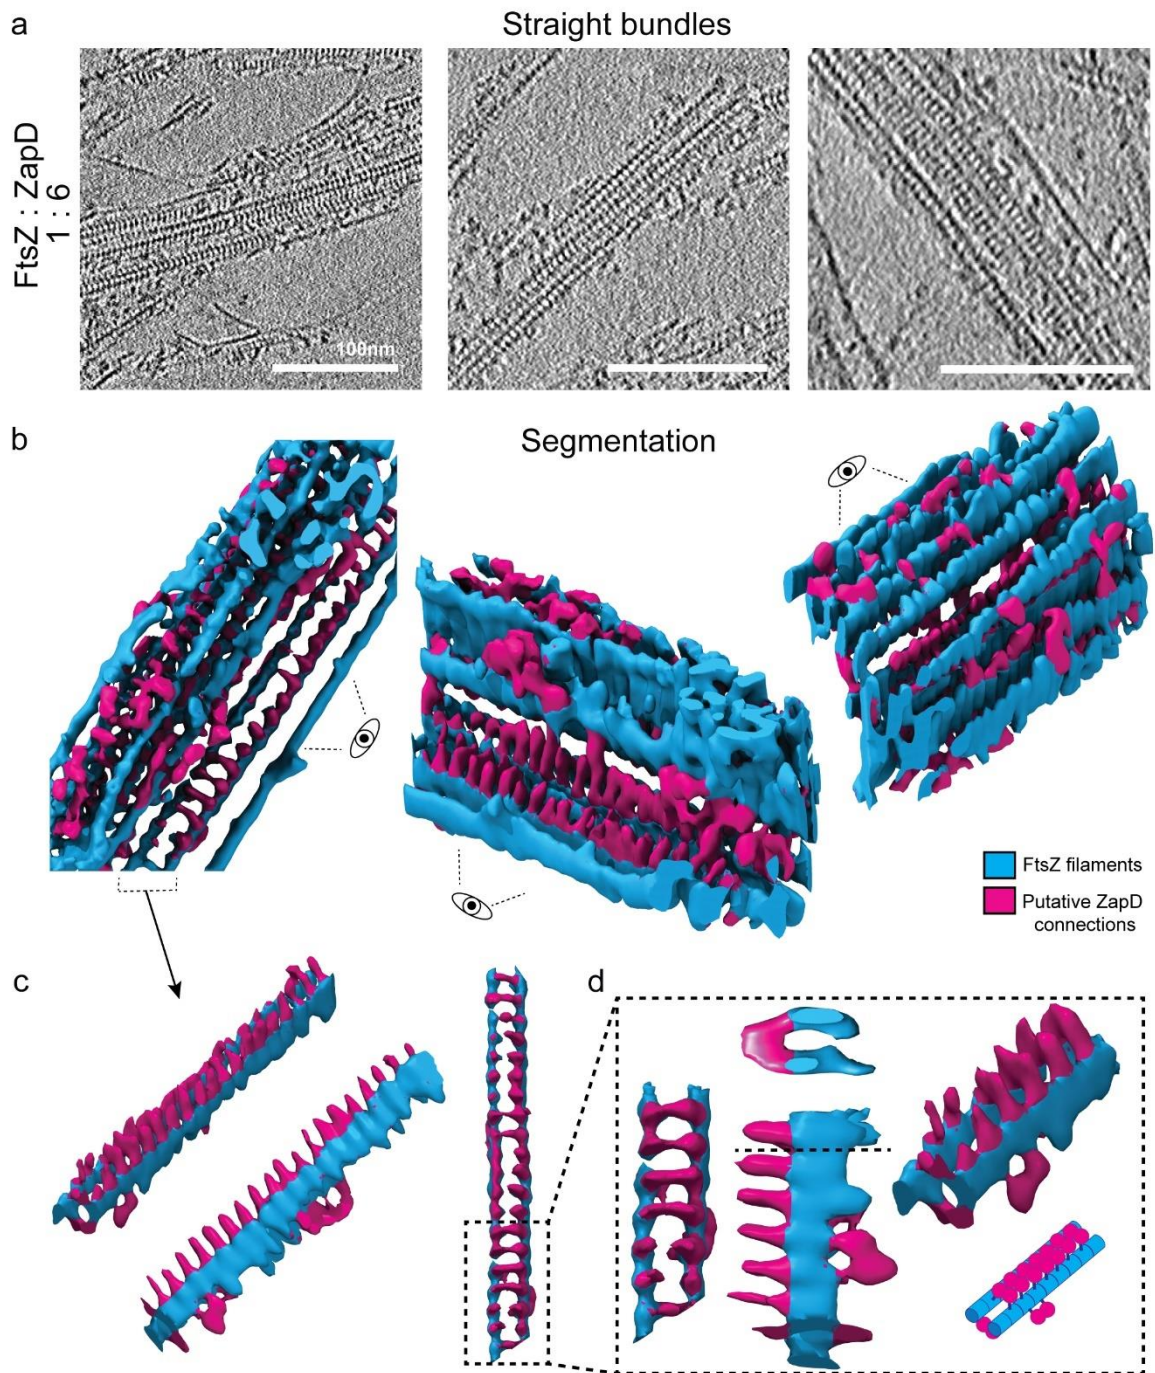 a
Straight bundles
FtsZ : ZapD
1 : 6
100nm
b
Segmentation
FtsZ filaments
Putative ZapD
connections
c
d